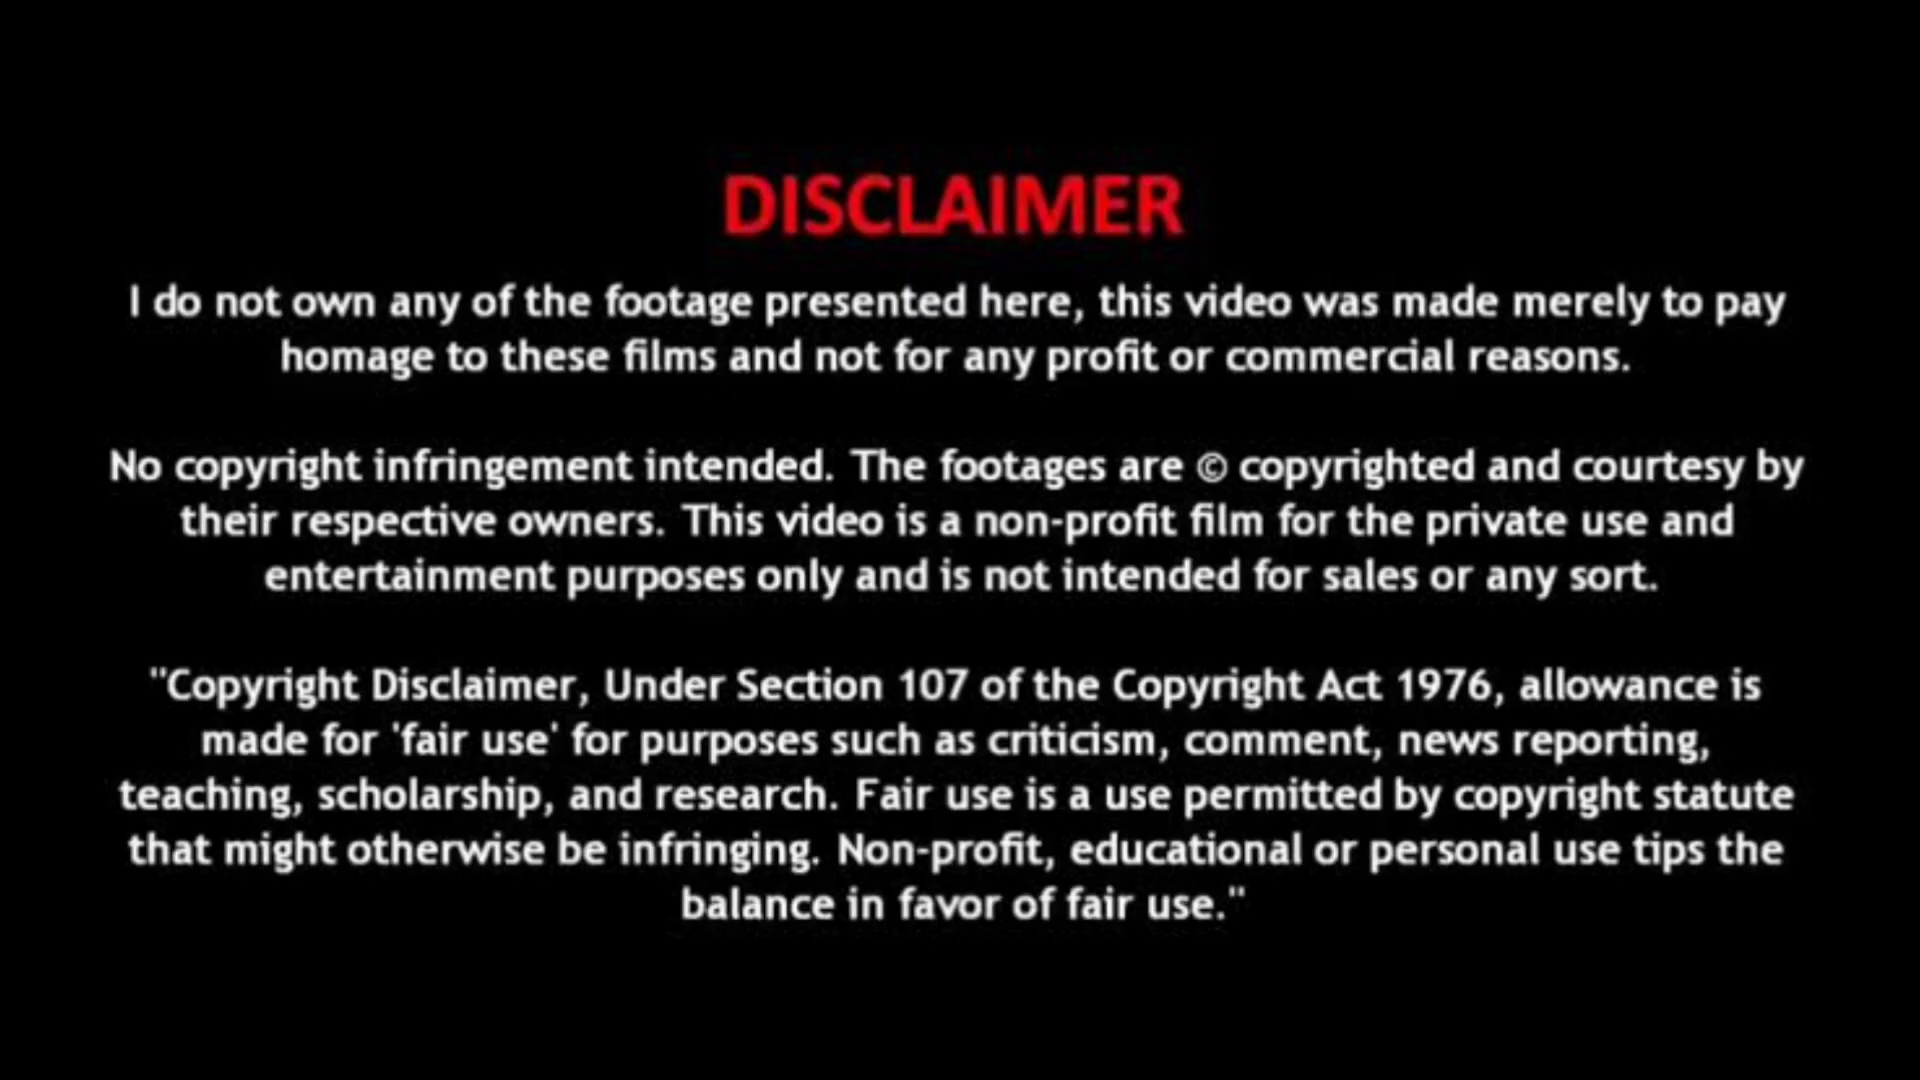 DISCLAIMER
I do not own any of the footage presented here, this video was made merely to pay
homage to these films and not for any profit or commercial reasons.
No copyright infringement intended. The footages are © copyrighted and courtesy by
their respective owners. This video is a non-profit film for the private use and
entertainment purposes only and is not intended for sales or any sort.
"Copyright Disclaimer, Under Section 107 of the Copyright Act 1976, allowance is
made for 'fair use' for purposes such as criticism, comment, news reporting,
teaching, scholarship, and research. Fair use is a use permitted by copyright statute
that might otherwise be infringing. Non-profit, educational or personal use tips the
balance in favor of fair use."